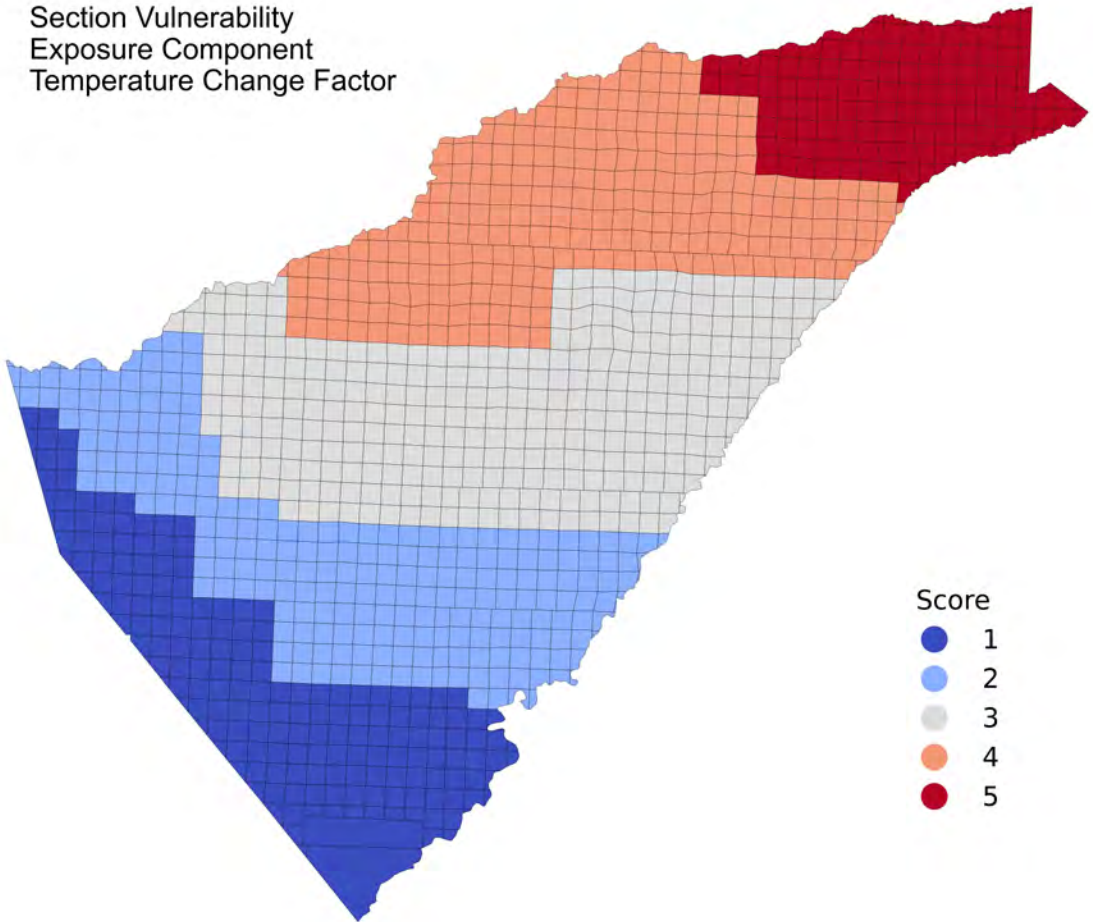 Section Vulnerability
Exposure Component
Temperature Change Factor
Score
1
2
3
4
5